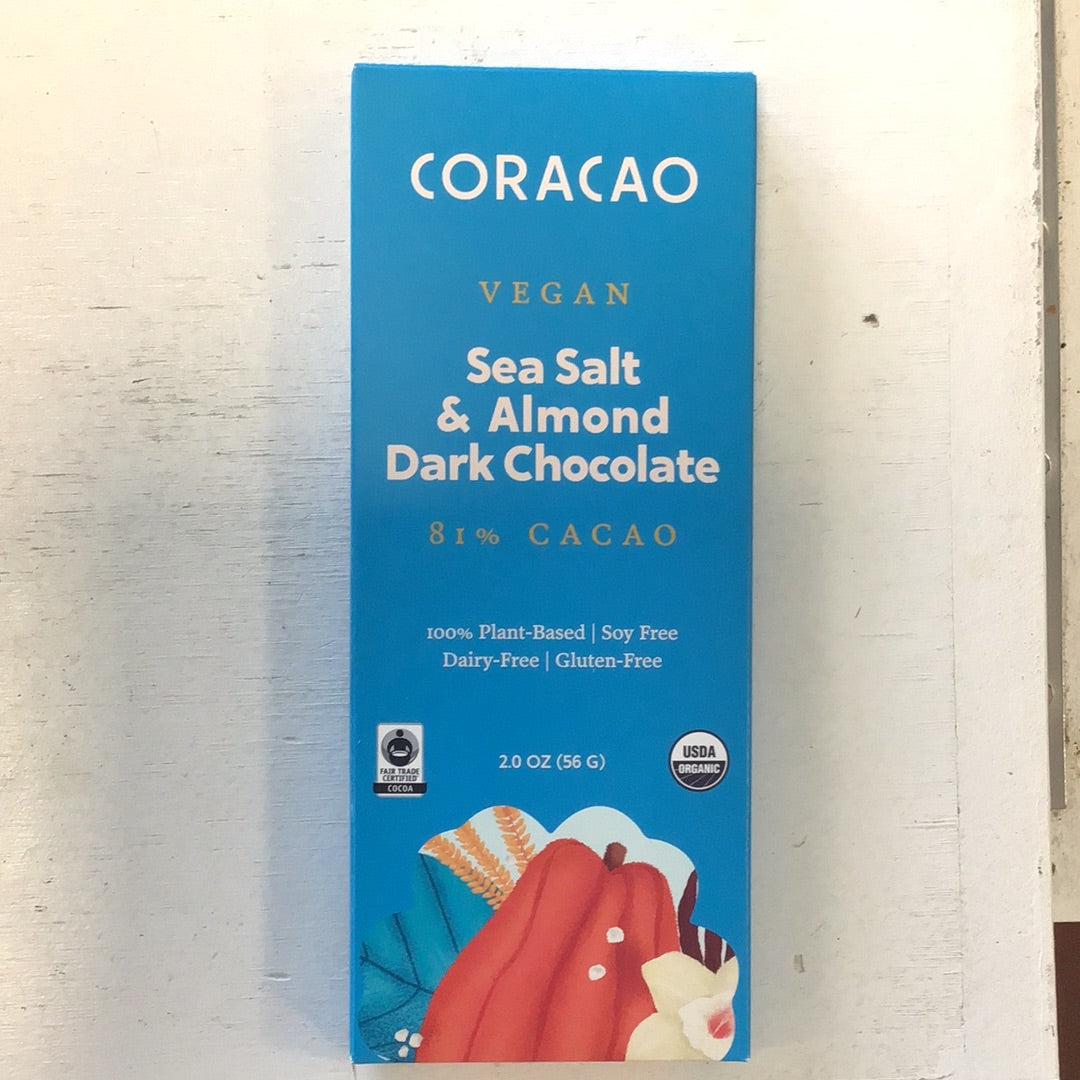 CORACAO
VEGAN
Sea Salt
& Almond
Dark Chocolate
81% CACAO
100% Plant-Based | Soy Free
Dairy-Free | Gluten-Free
FAIR TRADE
CERTIFIED
COCOA
2.0 OZ (56 G)
USDA
ORGANIC